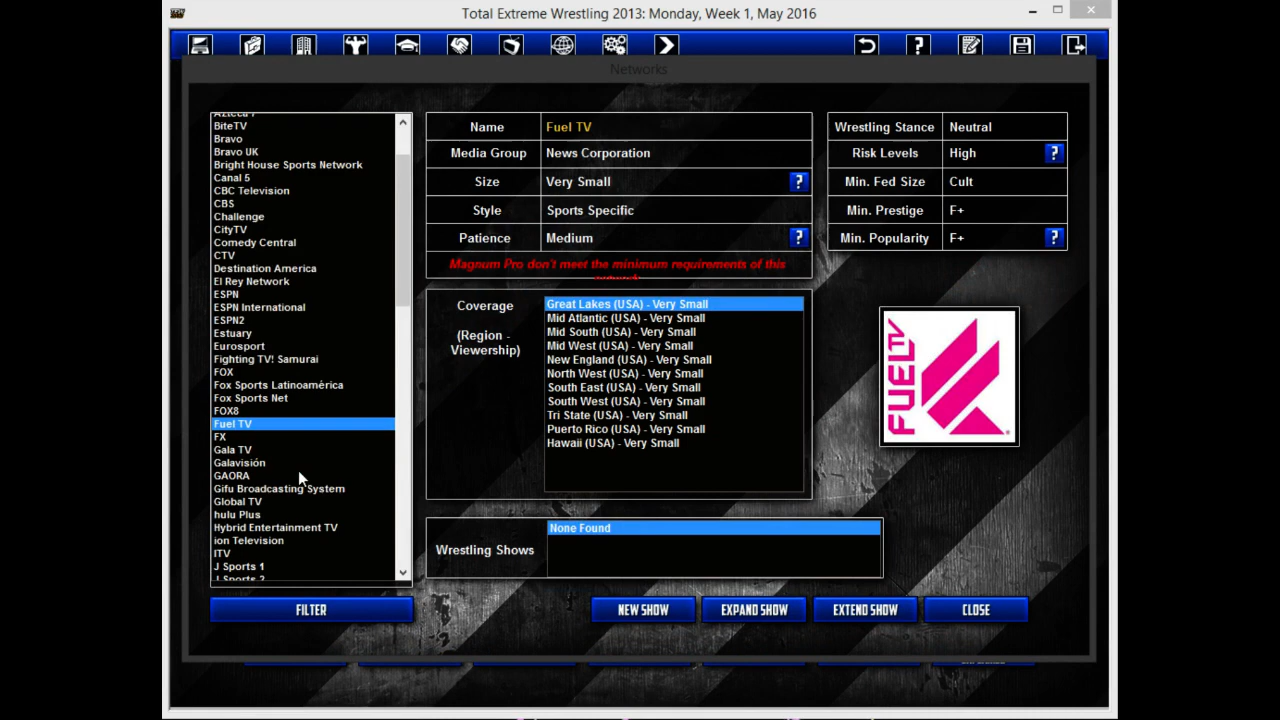 Total Extreme Wrestling 2013: Monday, Week 1, May 2016
Networks
Azteca 7
BiteTV
Bravo
Bravo UK
Bright House Sports Network
Canal 5
CBC Television
CBS
Challenge
CityTV
Comedy Central
CTV
Destination America
El Rey Network
ESPN
ESPN International
ESPN2
Estuary
Eurosport
Fighting TV! Samurai
FOX
Fox Sports Latinoamérica
Fox Sports Net
FOX8
Fuel TV
FX
Gala TV
Galavisión
GAORA
Gifu Broadcasting System
Global TV
hulu Plus
Hybrid Entertainment TV
ion Television
ITV
J Sports 1
J Sports 2
FILTER
Name Fuel TV
Media Group News Corporation
Size Very Small ?
Style Sports Specific
Patience Medium ?
Magnum Pro don't meet the minimum requirements of this
network
Coverage
(Region -
Viewership)
Great Lakes (USA) - Very Small
Mid Atlantic (USA) - Very Small
Mid South (USA) - Very Small
Mid West (USA) - Very Small
New England (USA) - Very Small
North West (USA) - Very Small
South East (USA) - Very Small
South West (USA) - Very Small
Tri State (USA) - Very Small
Puerto Rico (USA) - Very Small
Hawaii (USA) - Very Small
Wrestling Shows None Found
Wrestling Stance Neutral
Risk Levels High ?
Min. Fed Size Cult
Min. Prestige F+
Min. Popularity F+ ?
FUELTV
NEW SHOW EXPAND SHOW EXTEND SHOW CLOSE